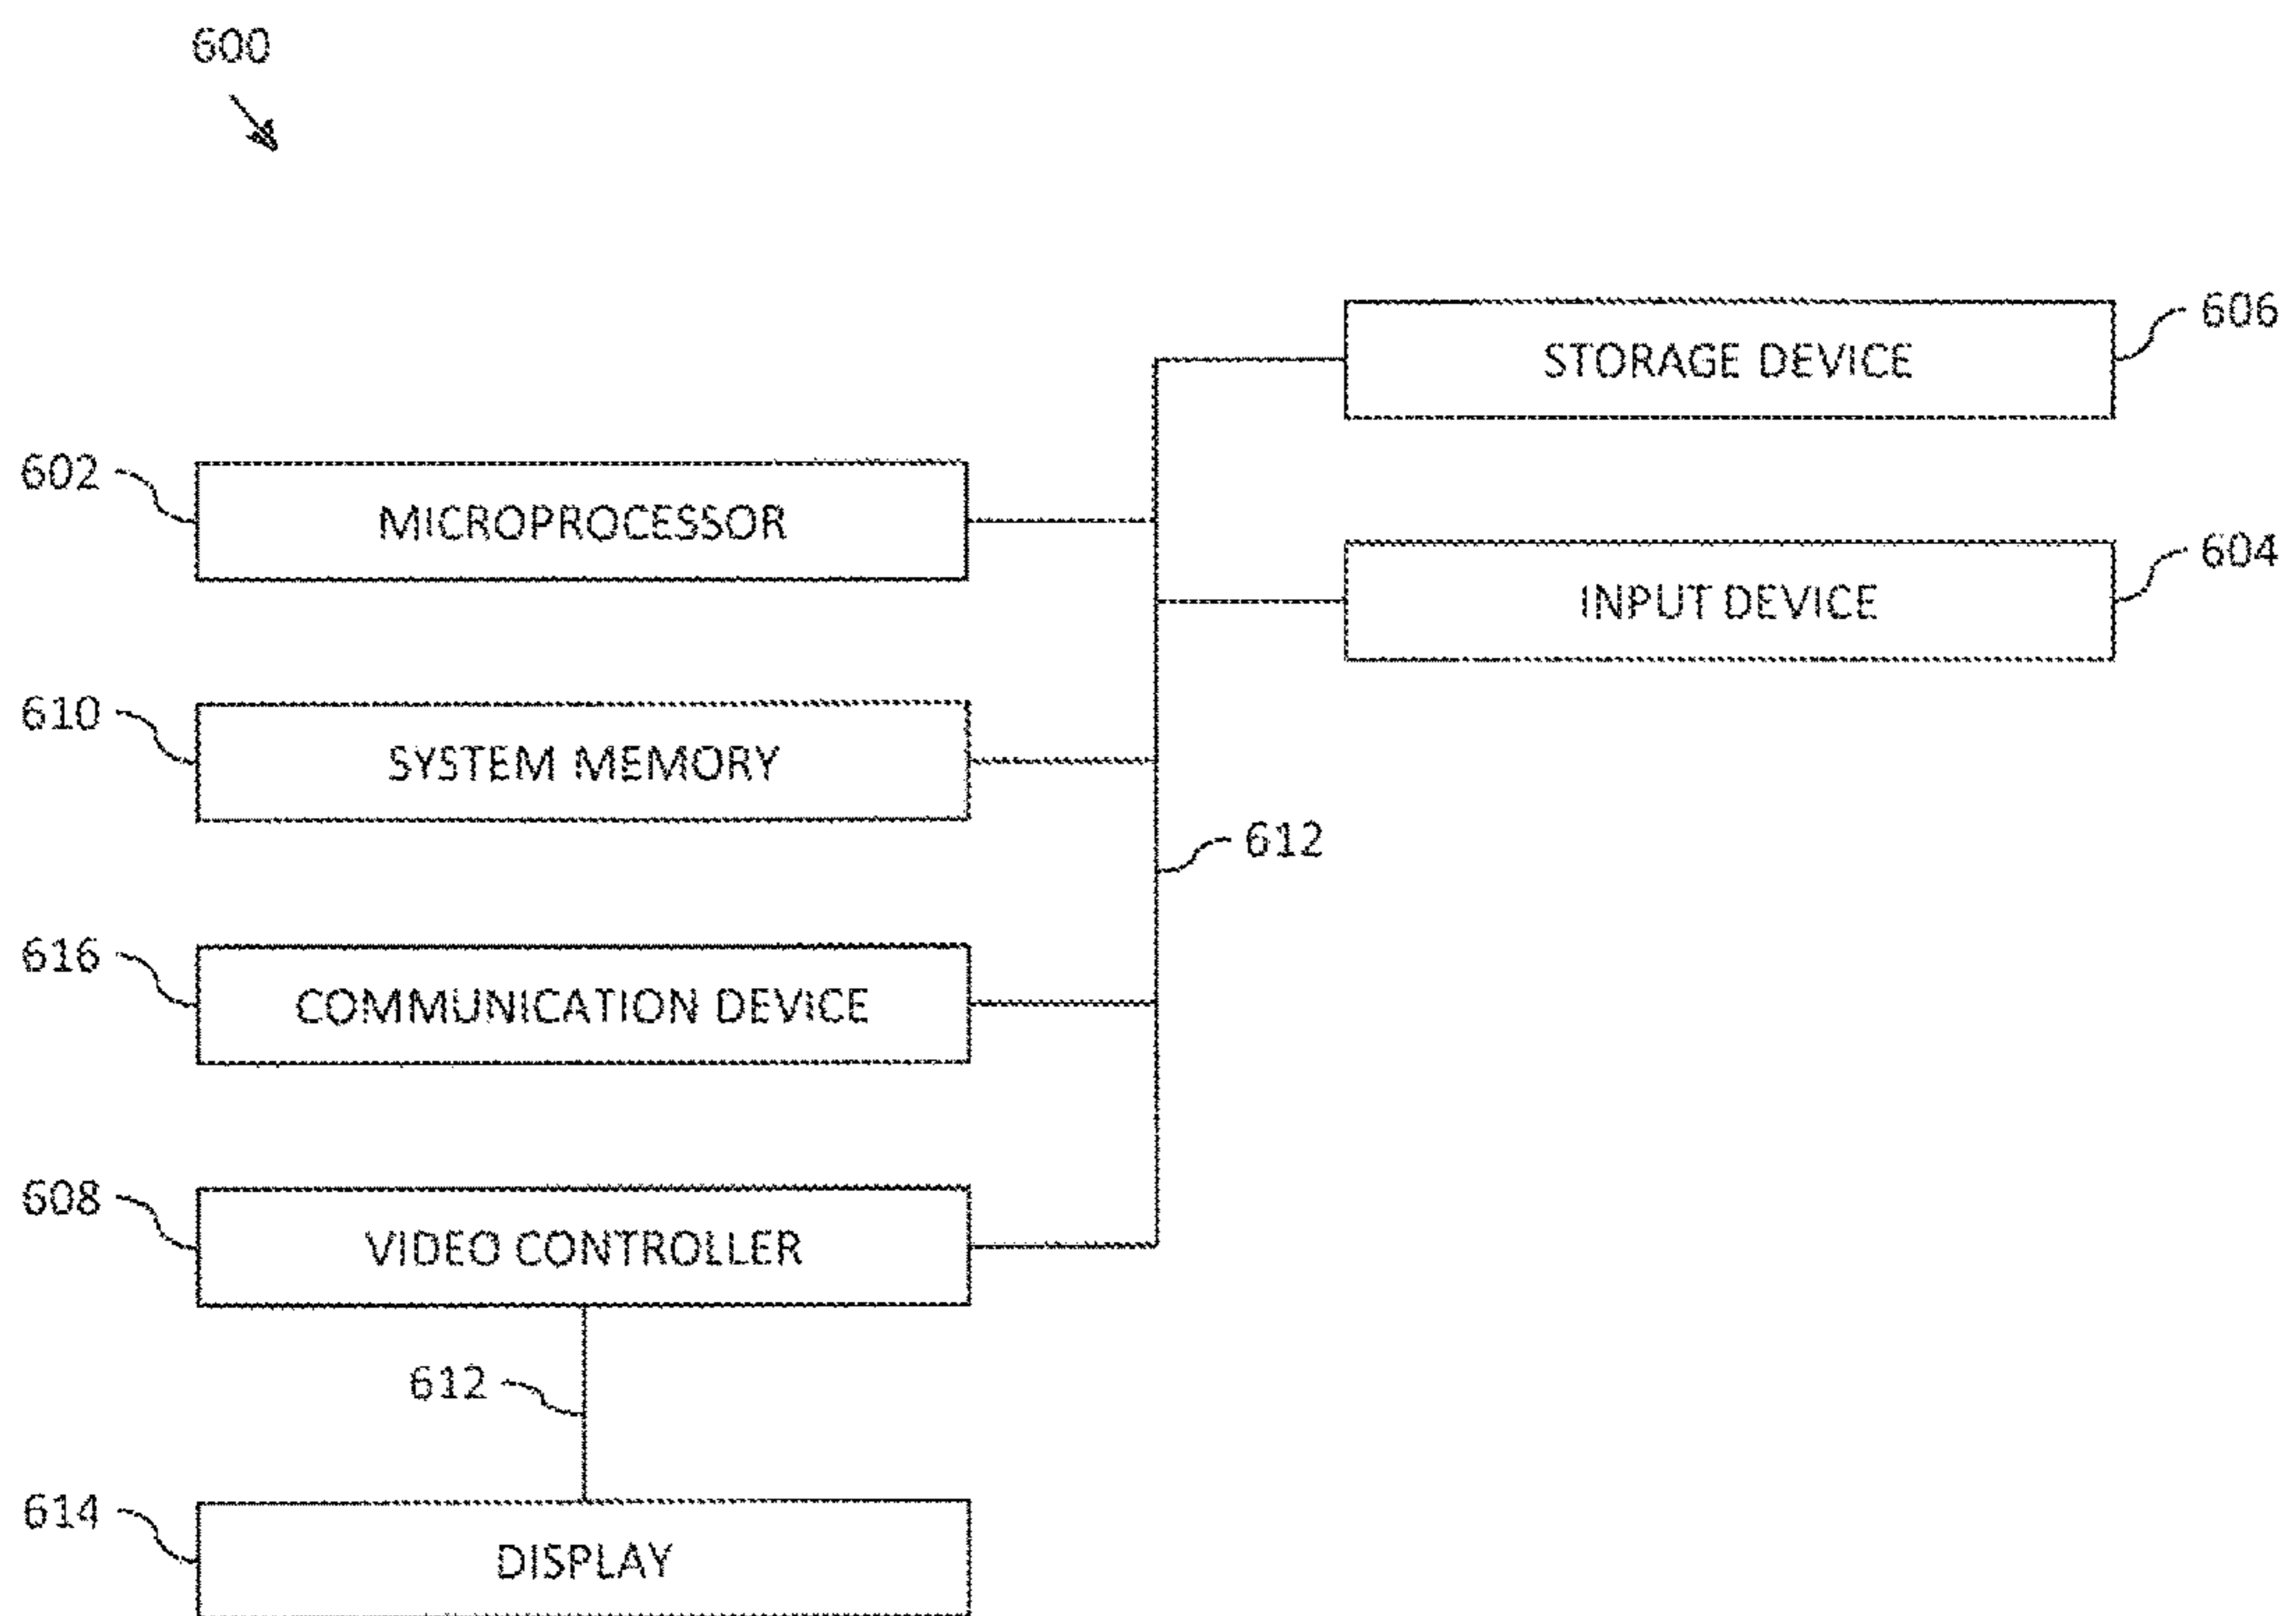 600
606
STORAGE DEVICE
602
MICROPROCESSOR
604
INPUT DEVICE
610
SYSTEM MEMORY
612
616
COMMUNICATION DEVICE
608
VIDEO CONTROLLER
612
614
DISPLAY